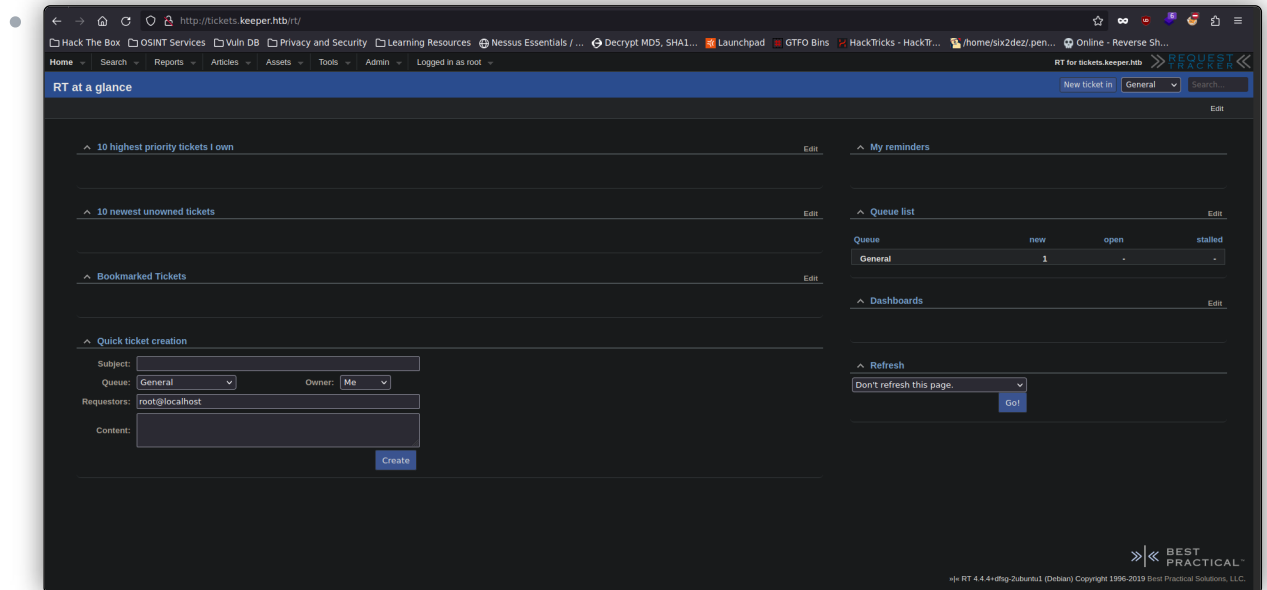 http://tickets.keeper.htb/rt/
Hack The Box OSINT Services Vuln DB Privacy and Security Learning Resources Nessus Essentials / ... Decrypt MD5, SHA1... Launchpad GTFO Bins HackTricks - HackTr... /home/six2dez/.pen... Online - Reverse Sh...
Home Search Reports Articles Assets Tools Admin Logged in as root RT for tickets.keeper.htb REQUEST TRACKER
RT at a glance New ticket in General Search...
Edit
10 highest priority tickets I own Edit My reminders
10 newest unowned tickets Edit Queue list Edit
Queue new open stalled
General 1 - -
Bookmarked Tickets Edit
Dashboards Edit
Quick ticket creation
Subject:
Refresh
Queue: General Owner: Me Don't refresh this page.
Requestors: root@localhost Go!
Content:
Create
BEST PRACTICAL™
»|« RT 4.4.4+dfsg-2ubuntu1 (Debian) Copyright 1996-2019 Best Practical Solutions, LLC.